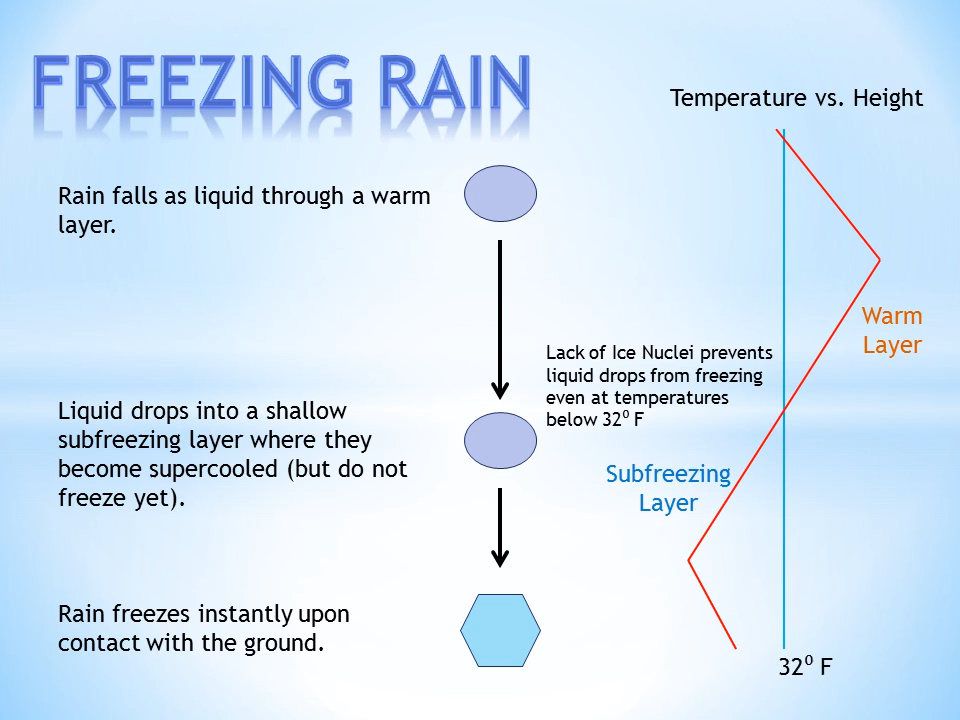 FREEZING RAIN
Temperature vs. Height
Rain falls as liquid through a warm
layer.
Warm
Layer
Lack of Ice Nuclei prevents
liquid drops from freezing
even at temperatures
below 32⁰ F
Liquid drops into a shallow
subfreezing layer where they
become supercooled (but do not
freeze yet).
Subfreezing
Layer
Rain freezes instantly upon
contact with the ground.
32⁰ F